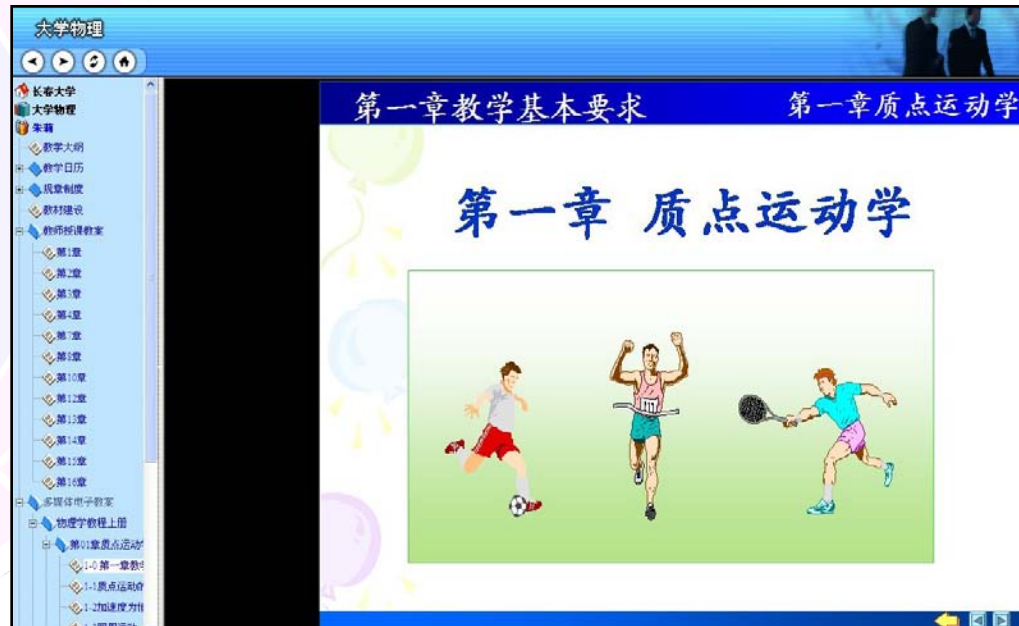 大学物理
长春大学
大学物理
朱莉
教学大纲
教学日历
规章制度
教材建设
教师授课教案
第1章
第2章
第3章
第4章
第7章
第8章
第10章
第12章
第13章
第14章
第15章
第16章
多媒体电子教案
物理学教程上册
第01章质点运动
1-0 第一章教
1-1质点运动
1-2加速度为
第一章教学基本要求
第一章质点运动学
第一章 质点运动学